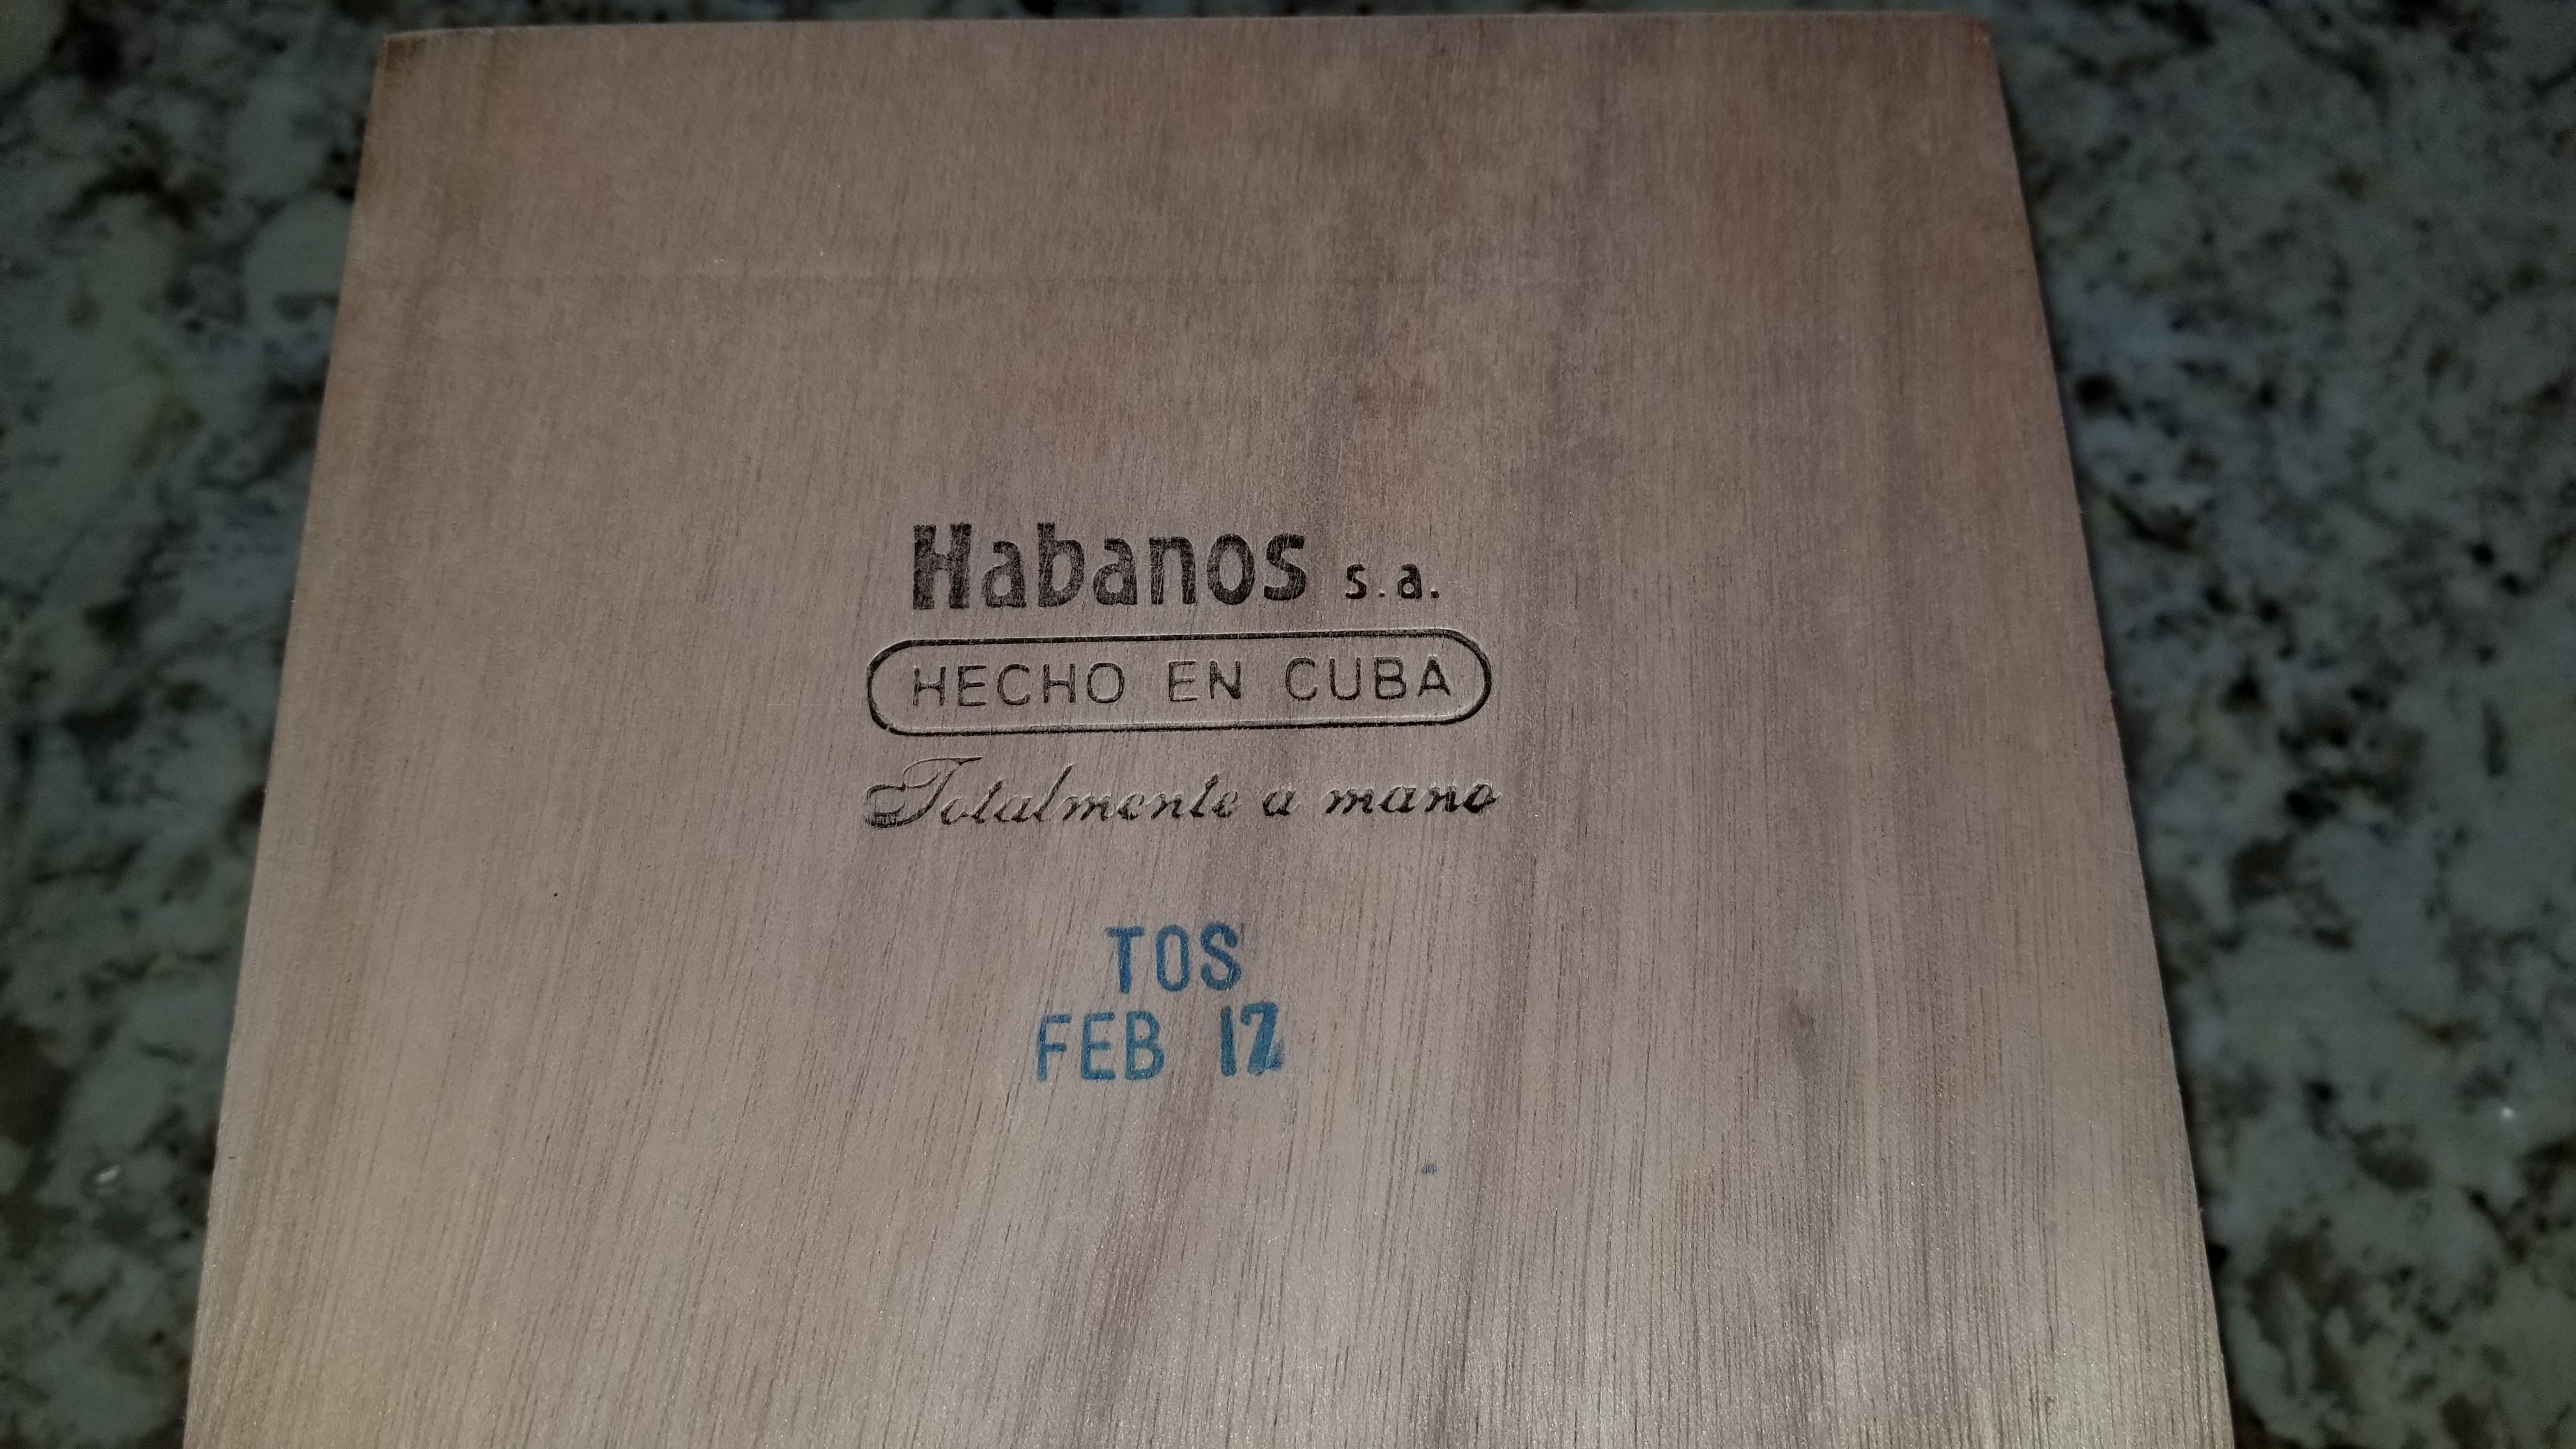 Habanos s.a.
HECHO EN CUBA
Totalmente a mano
TOS
FEB 17